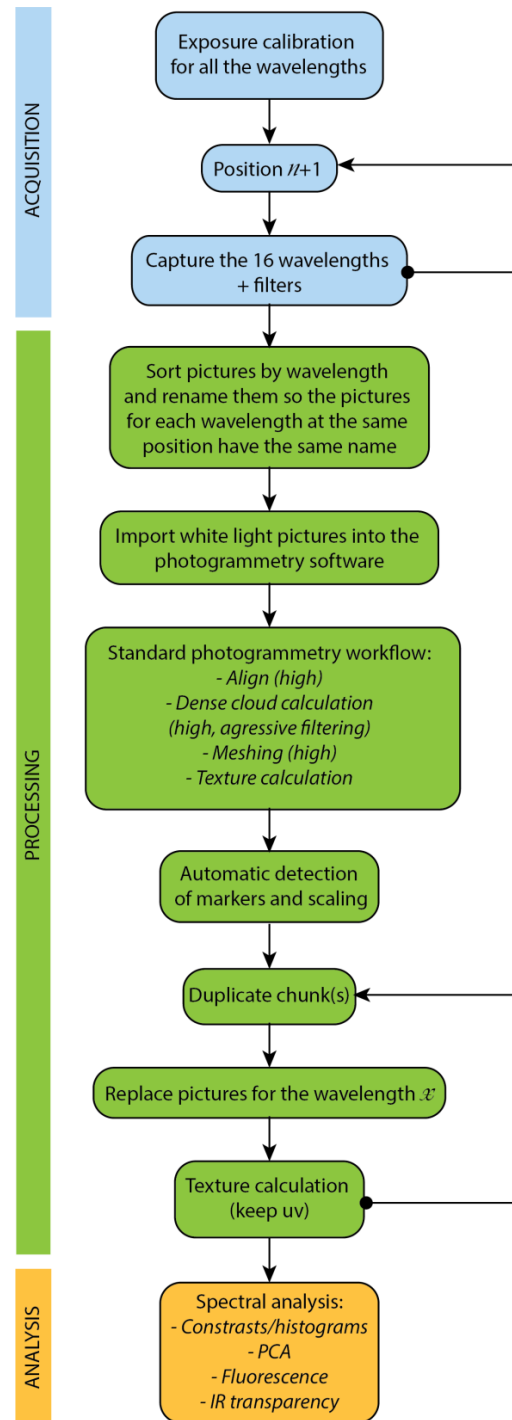 ACQUISITION
Exposure calibration
for all the wavelengths
Position n+1
Capture the 16 wavelengths
+ filters
PROCESSING
Sort pictures by wavelength
and rename them so the pictures
for each wavelength at the same
position have the same name
Import white light pictures into the
photogrammetry software
Standard photogrammetry workflow:
- Align (high)
- Dense cloud calculation
(high, agressive filtering)
- Meshing (high)
- Texture calculation
Automatic detection
of markers and scaling
Duplicate chunk(s)
Replace pictures for the wavelength x
Texture calculation
(keep uv)
ANALYSIS
Spectral analysis:
- Constrasts/histograms
- PCA
- Fluorescence
- IR transparency